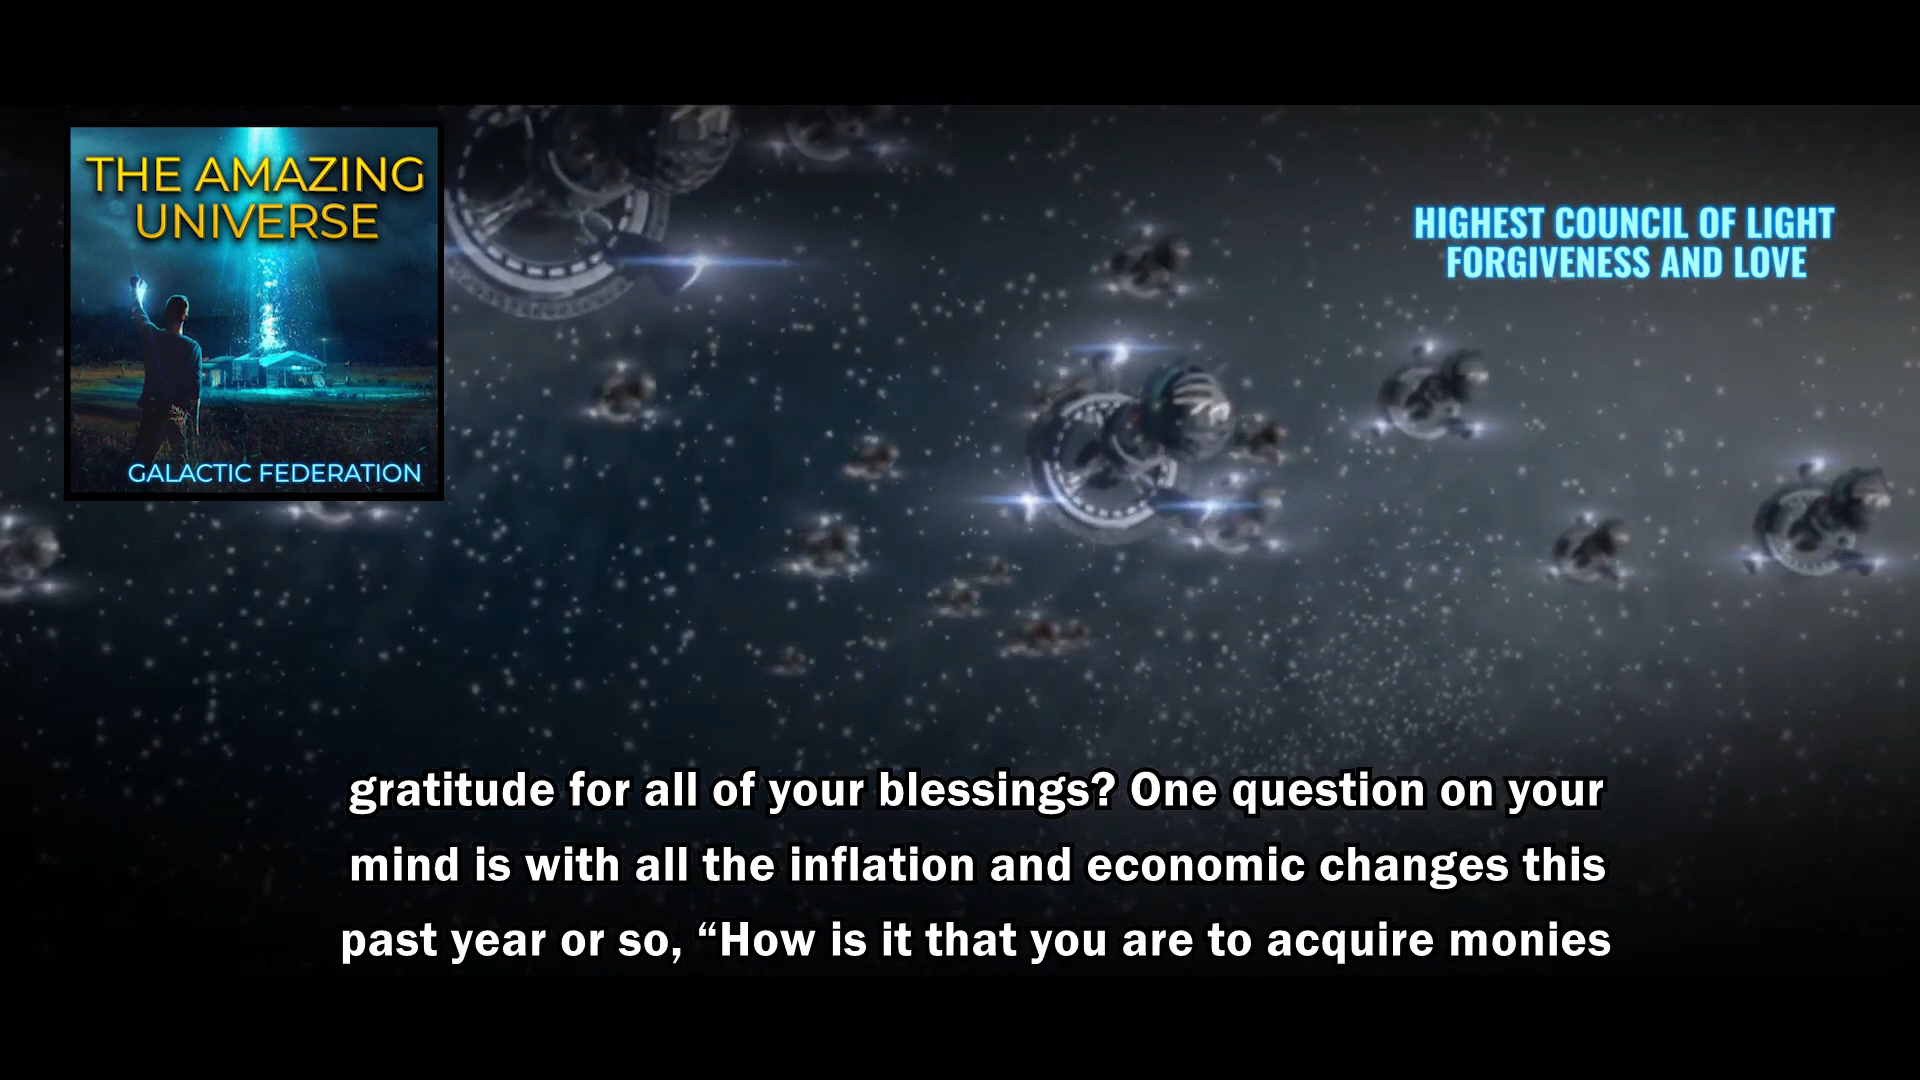 THE AMAZING
UNIVERSE
GALACTIC FEDERATION
HIGHEST COUNCIL OF LIGHT
FORGIVENESS AND LOVE
gratitude for all of your blessings? One question on your
mind is with all the inflation and economic changes this
past year or so, “How is it that you are to acquire monies